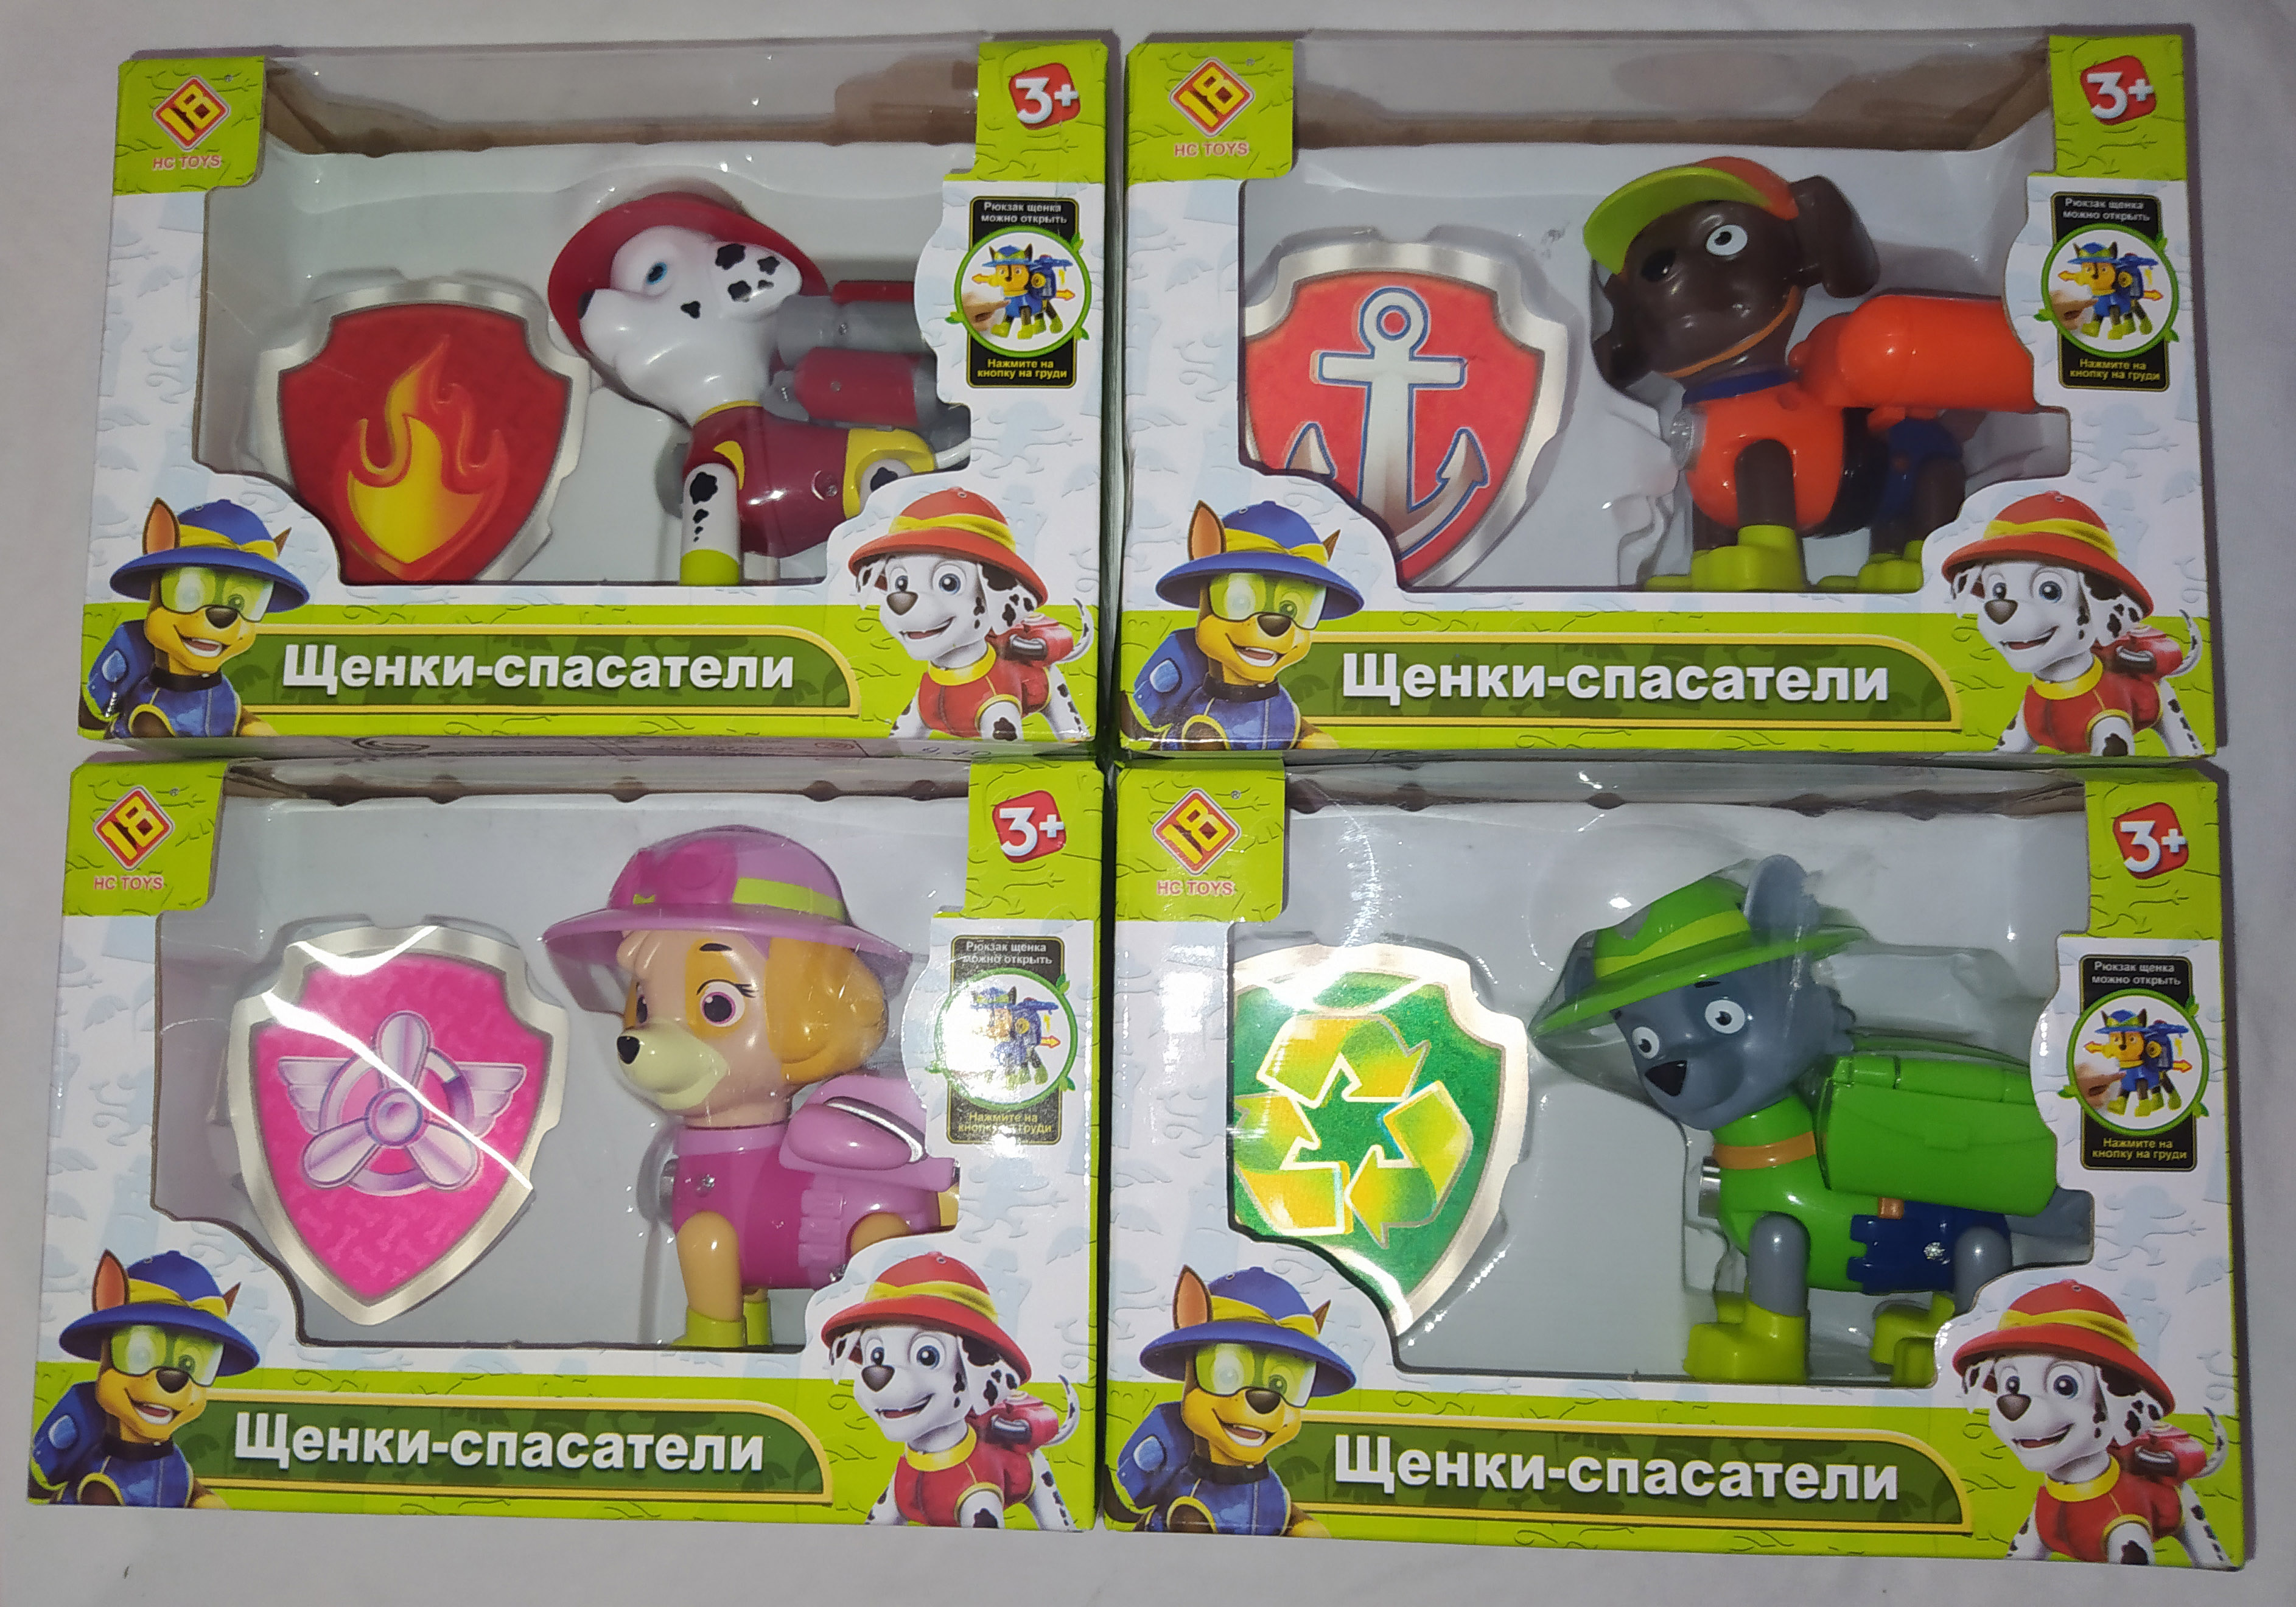 18
HC TOYS
3+
Рюкзак щенка
можно открыть
Нажмите на
кнопку на груди
Щенки-спасатели
18
HC TOYS
3+
Рюкзак щенка
можно открыть
Нажмите на
кнопку на груди
Щенки-спасатели
18
HC TOYS
3+
Рюкзак щенка
можно открыть
Нажмите на
кнопку на груди
Щенки-спасатели
18
HC TOYS
3+
Рюкзак щенка
можно открыть
Нажмите на
кнопку на груди
Щенки-спасатели